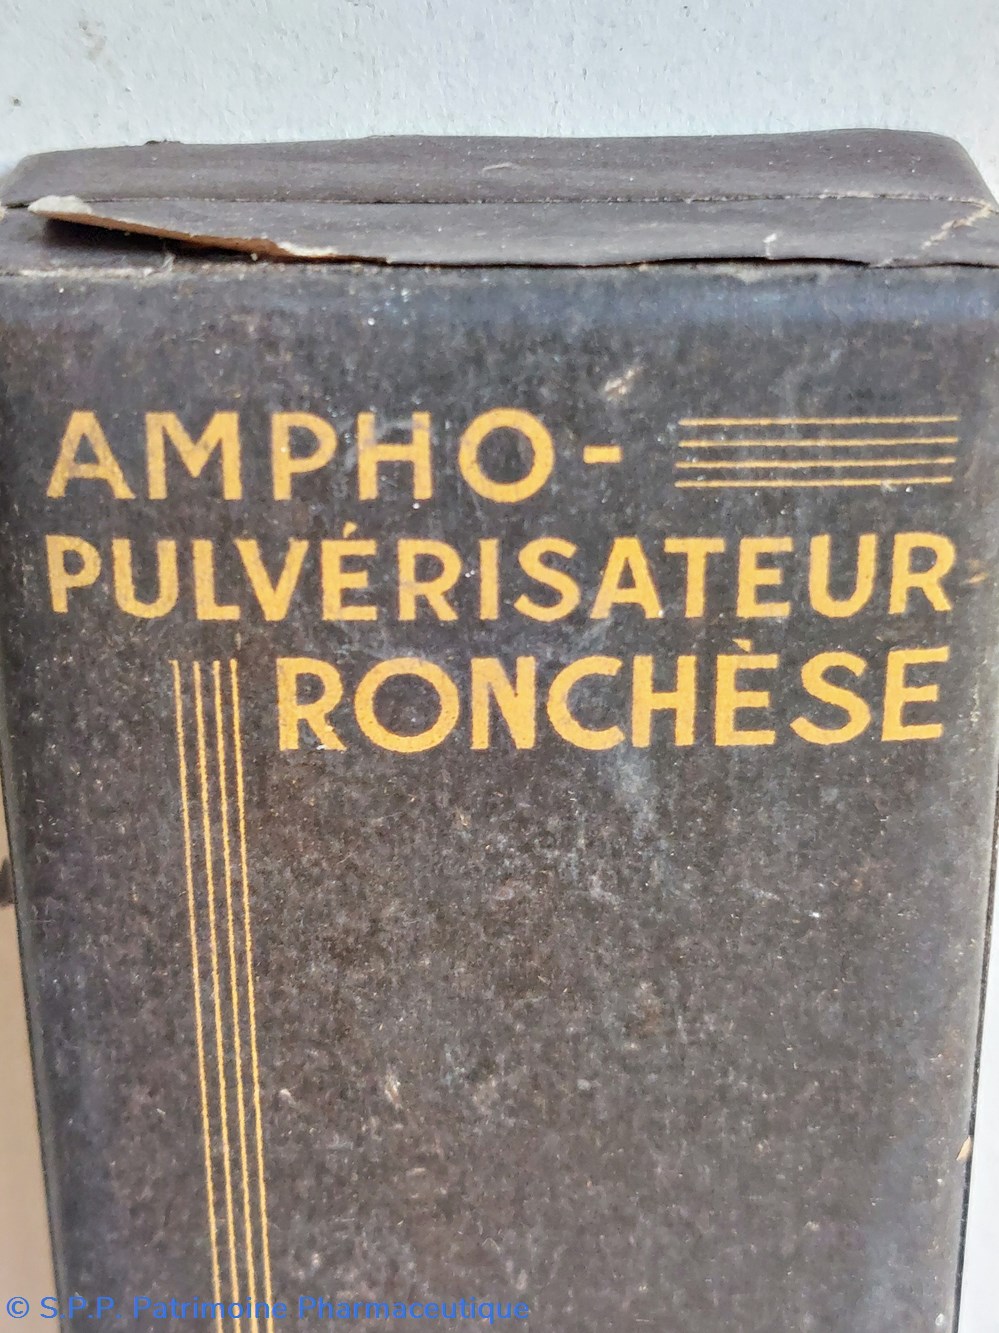 AMPHO-
PULVÉRISATEUR
RONCHÈSE
© S.P.P. Patrimoine Pharmaceutique